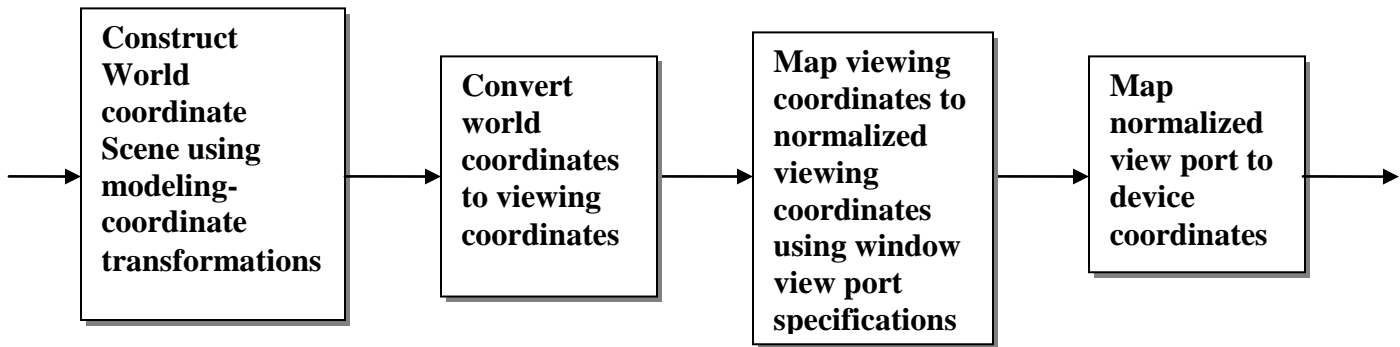 Construct
World
coordinate
Scene using
modeling-
coordinate
transformations
Convert
world
coordinates
to viewing
coordinates
Map viewing
coordinates to
normalized
viewing
coordinates
using window
view port
specifications
Map
normalized
view port to
device
coordinates